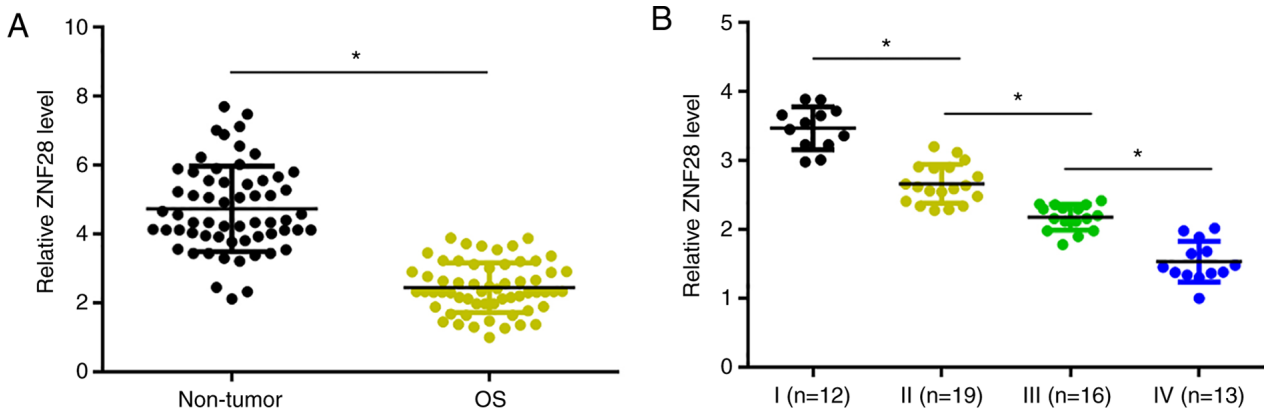 A
Relative ZNF28 level
10
8
6
4
2
0
*
Non-tumor
OS
B
Relative ZNF28 level
5
4
3
2
1
0
*
*
*
I (n=12)
II (n=19)
III (n=16)
IV (n=13)